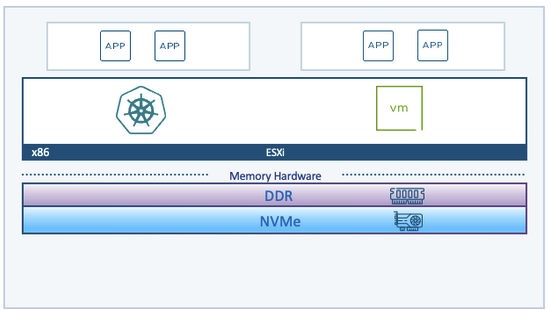 APP APP APP APP
vm
x86 ESXi
Memory Hardware
DDR
NVMe